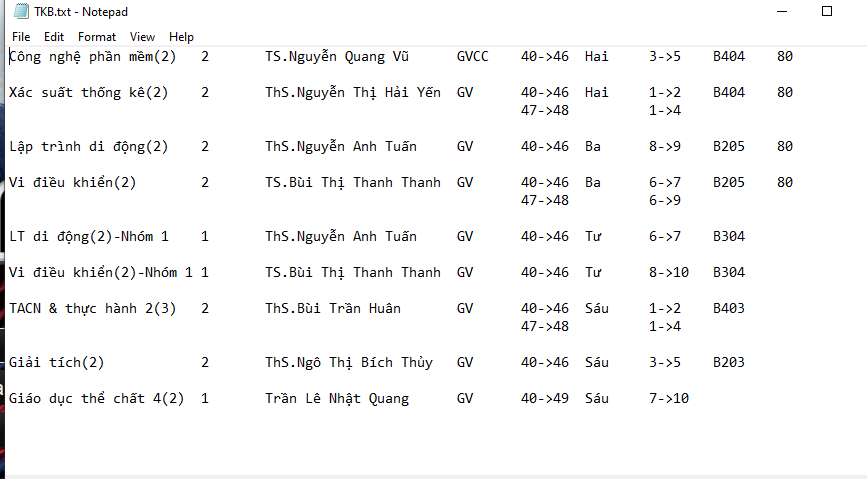 TKB.txt - Notepad
File Edit Format View Help
Công nghệ phần mềm(2) 2 TS.Nguyễn Quang Vũ GVCC 40->46 Hai 3->5 B404 80
Xác suất thống kê(2) 2 ThS.Nguyễn Thị Hải Yến GV 40->46 Hai 1->2 B404 80
47->48 1->4
Lập trình di động(2) 2 ThS.Nguyễn Anh Tuấn GV 40->46 Ba 8->9 B205 80
Vi điều khiển(2) 2 TS.Bùi Thị Thanh Thanh GV 40->46 Ba 6->7 B205 80
47->48 6->9
LT di động(2)-Nhóm 1 1 ThS.Nguyễn Anh Tuấn GV 40->46 Tư 6->7 B304
Vi điều khiển(2)-Nhóm 1 1 TS.Bùi Thị Thanh Thanh GV 40->46 Tư 8->10 B304
TACN & thực hành 2(3) 2 ThS.Bùi Trần Huân GV 40->46 Sáu 1->2 B403
47->48 1->4
Giải tích(2) 2 ThS.Ngô Thị Bích Thủy GV 40->46 Sáu 3->5 B203
Giáo dục thể chất 4(2) 1 Trần Lê Nhật Quang GV 40->49 Sáu 7->10